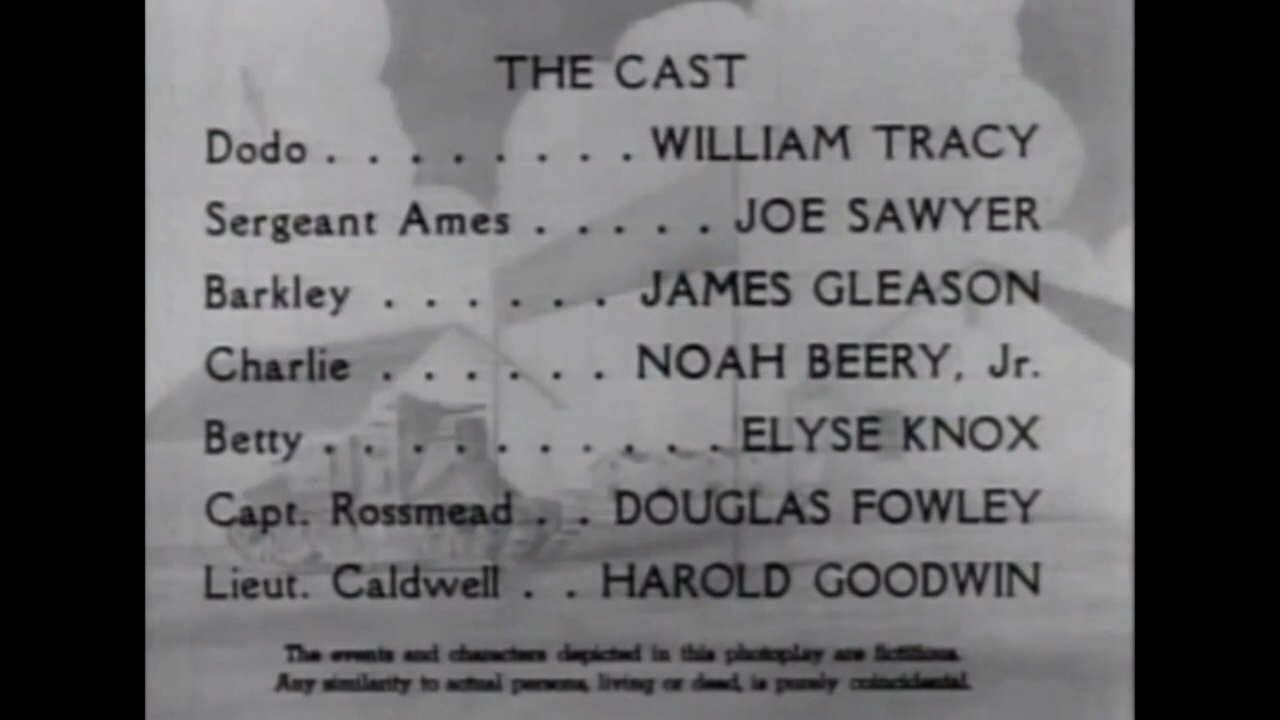 THE CAST
Dodo . . . . . . . . . WILLIAM TRACY
Sergeant Ames . . . . . JOE SAWYER
Barkley . . . . . . JAMES GLEASON
Charlie . . . . . . NOAH BEERY, Jr.
Betty . . . . . . . . . . ELYSE KNOX
Capt. Rossmead . . DOUGLAS FOWLEY
Lieut. Caldwell . . HAROLD GOODWIN
The events and characters depicted in this photoplay are fictitious.
Any similarity to actual persons, living or dead, is purely coincidental.